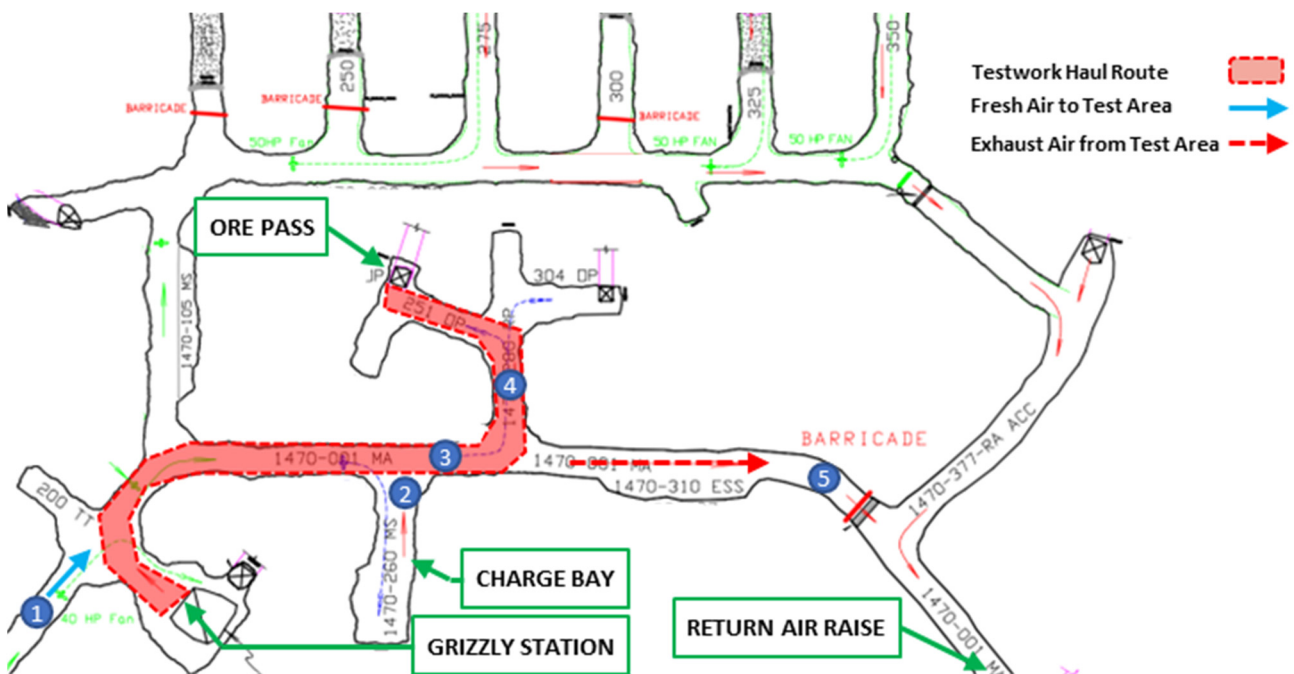 275
350
250
BARRICADE
BARRICADE
300
325
BARRICADE
50HP Fan
50 HP FAN
50 HP FAN
Testwork Haul Route
Fresh Air to Test Area
Exhaust Air from Test Area
ORE PASS
JP
304 DP
251 DP
1470-105 MS
4
1470-001 MA
3
1470-001 MA
BARRICADE
1470-310 ESS
5
1470-377-RA ACC
200 TT
2
1470-260 MS
CHARGE BAY
1
40 HP Fan
GRIZZLY STATION
RETURN AIR RAISE